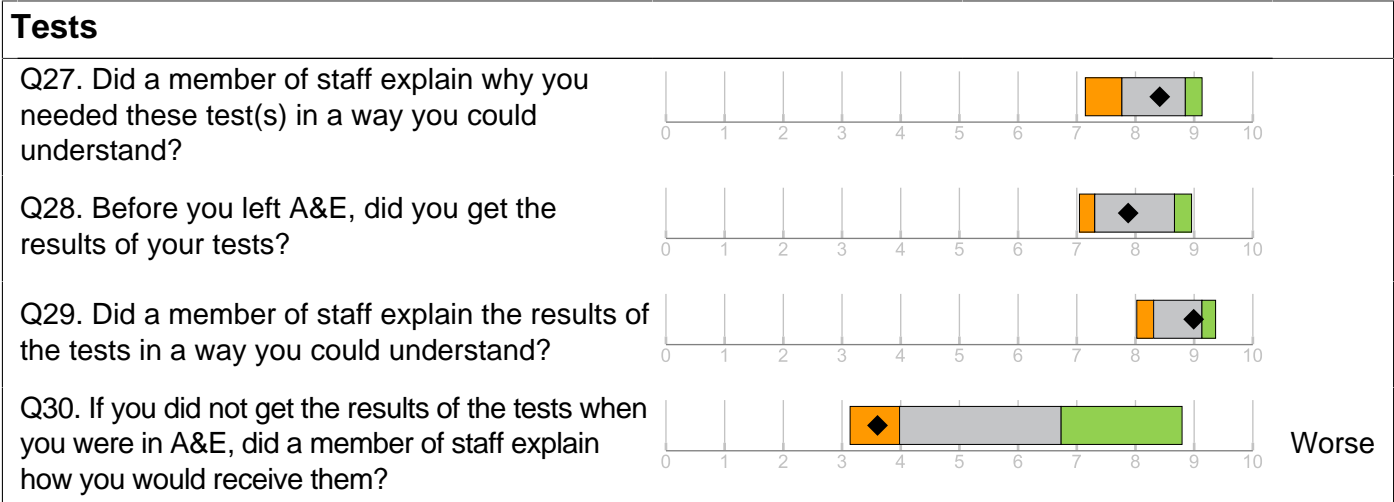 Tests
Q27. Did a member of staff explain why you
needed these test(s) in a way you could
understand?
0 1 2 3 4 5 6 7 8 9 10
Q28. Before you left A&E, did you get the
results of your tests?
0 1 2 3 4 5 6 7 8 9 10
Q29. Did a member of staff explain the results of
the tests in a way you could understand?
0 1 2 3 4 5 6 7 8 9 10
Q30. If you did not get the results of the tests when
you were in A&E, did a member of staff explain
how you would receive them?
0 1 2 3 4 5 6 7 8 9 10
Worse